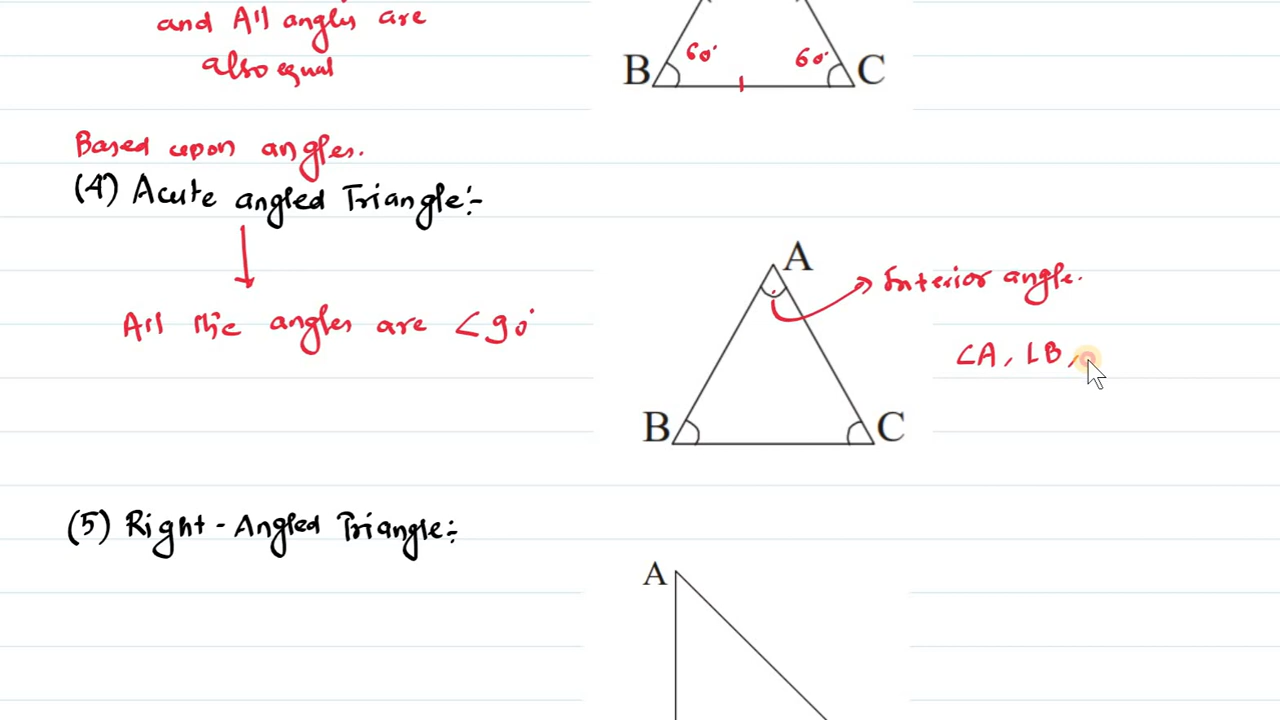 and All angles are
also equal
B 60° 60° C
Based upon angles.
(4) Acute angled Triangle:-
All the angles are <90°
A
Interior angle.
∠A, ∠B,
B C
(5) Right-Angled Triangle:-
A